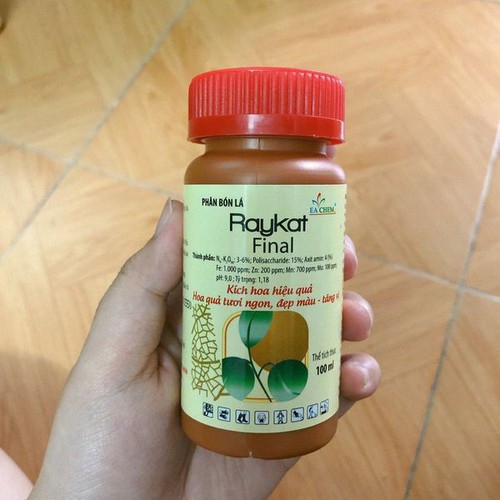 PHÂN BÓN LÁ
EA CHEM
Raykat
Final
Thành phần: Nts-K2Ohh: 3-6%; Polisaccharide: 15%; Axit amin: 4 (%)
Fe: 1.000 ppm; Zn: 200 ppm; Mn: 700 ppm, Mo: 100 ppm
pH: 9,0 ; Tỷ trọng: 1,18
Kích hoa hiệu quả
Hoa quả tươi ngon, đẹp màu - tăng
Thể tích thực
100 ml